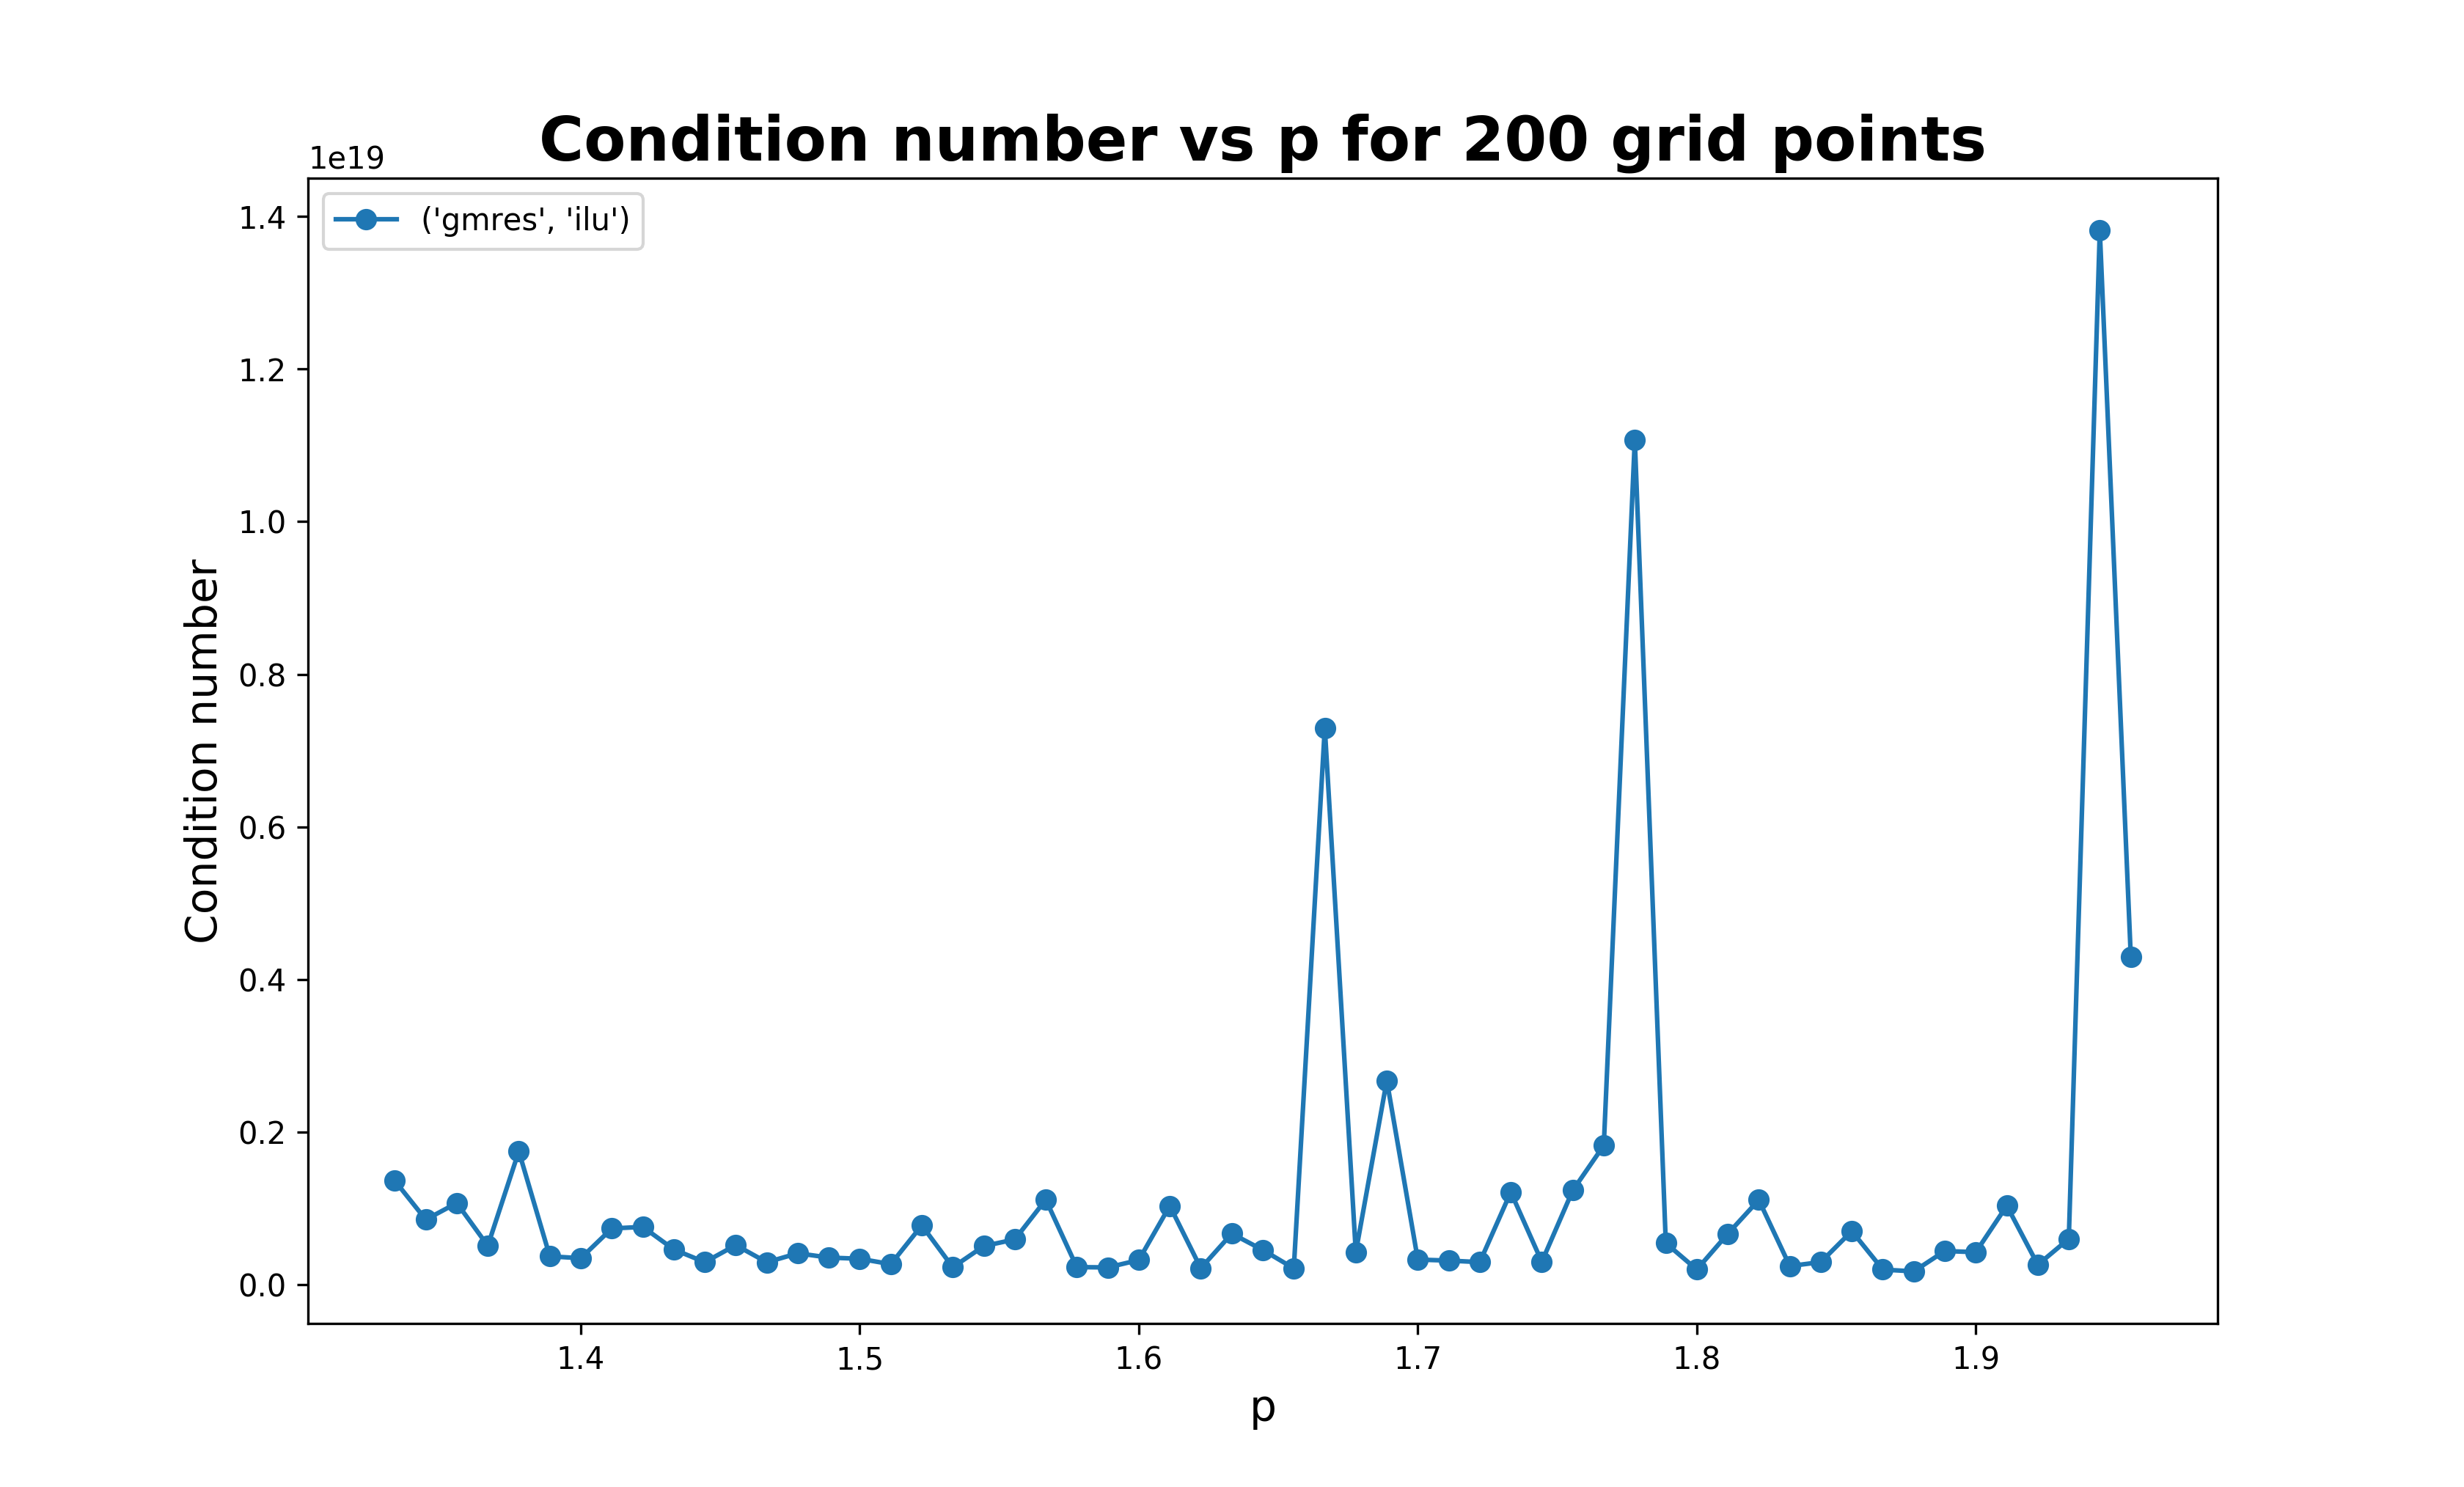 Condition number vs p for 200 grid points
1e19
('gmres', 'ilu')
1.4
1.2
1.0
0.8
0.6
0.4
0.2
0.0
Condition number
1.4 1.5 1.6 1.7 1.8 1.9
p